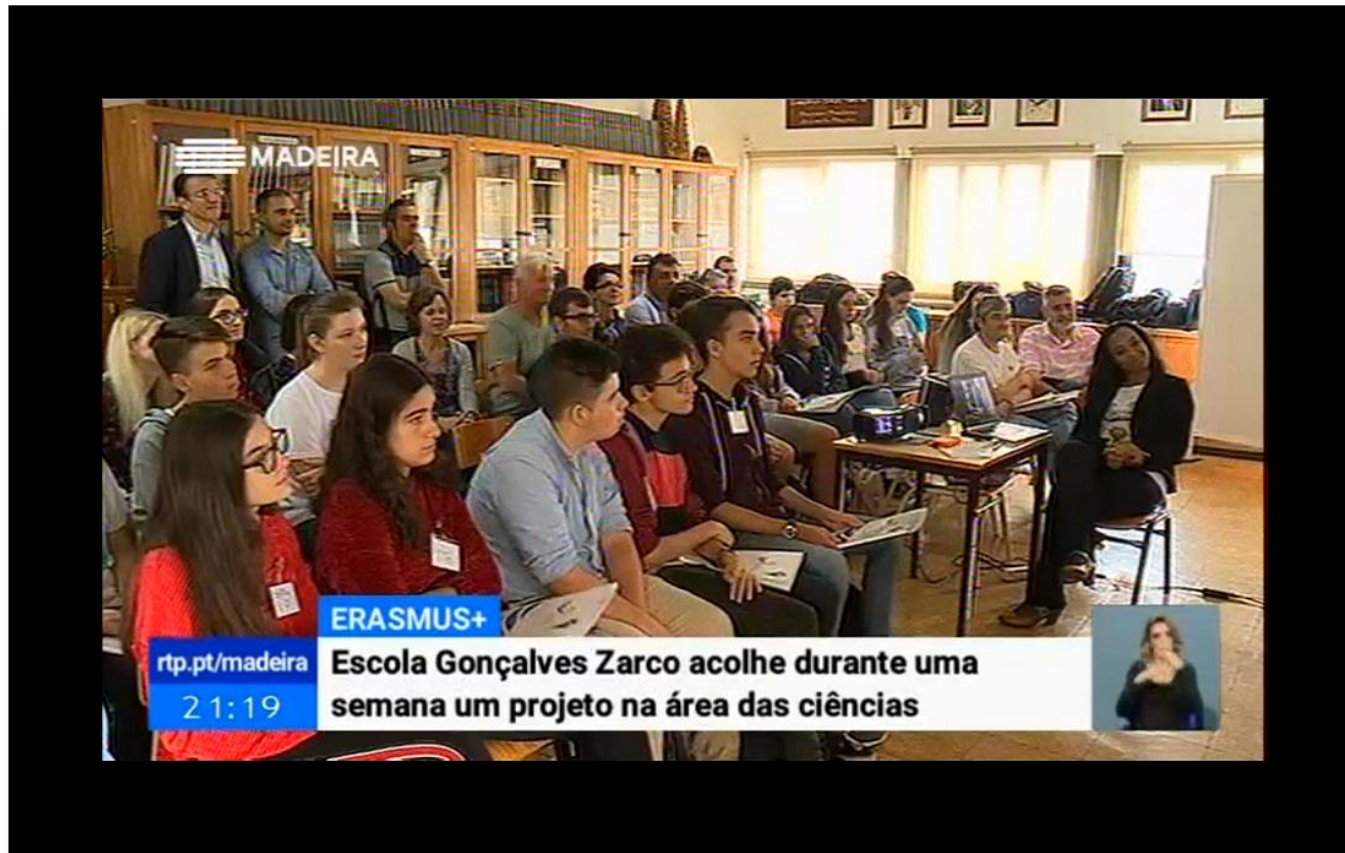 MADEIRA
ERASMUS+
rtp.pt/madeira
21:19
Escola Gonçalves Zarco acolhe durante uma
semana um projeto na área das ciências